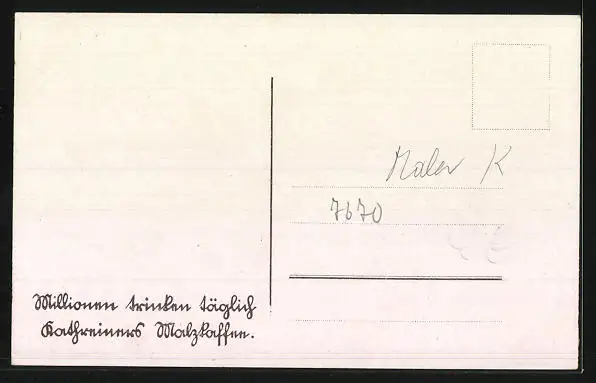 Maler K
7670
Millionen trinken täglich
Kathreiners Malzkaffee.